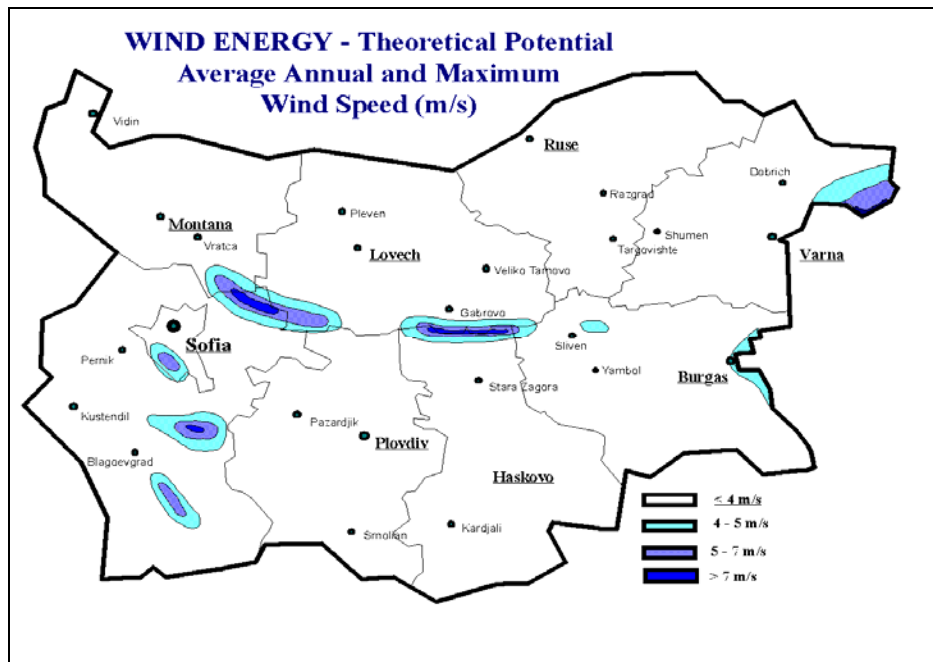 WIND ENERGY - Theoretical Potential
Average Annual and Maximum
Wind Speed (m/s)
Vidin
Ruse
Dobrich
Razgrad
Pleven
Montana
Vratca
Shumen
Targovishte
Varna
Lovech
Veliko Tarnovo
Gabrovo
Sofia
Sliven
Pernik
Yambol
Burgas
Stara Zagora
Kustendil
Pazardjik
Plovdiv
Blagoevgrad
Haskovo
Smolian
Kardjali
< 4 m/s
4 - 5 m/s
5 - 7 m/s
> 7 m/s